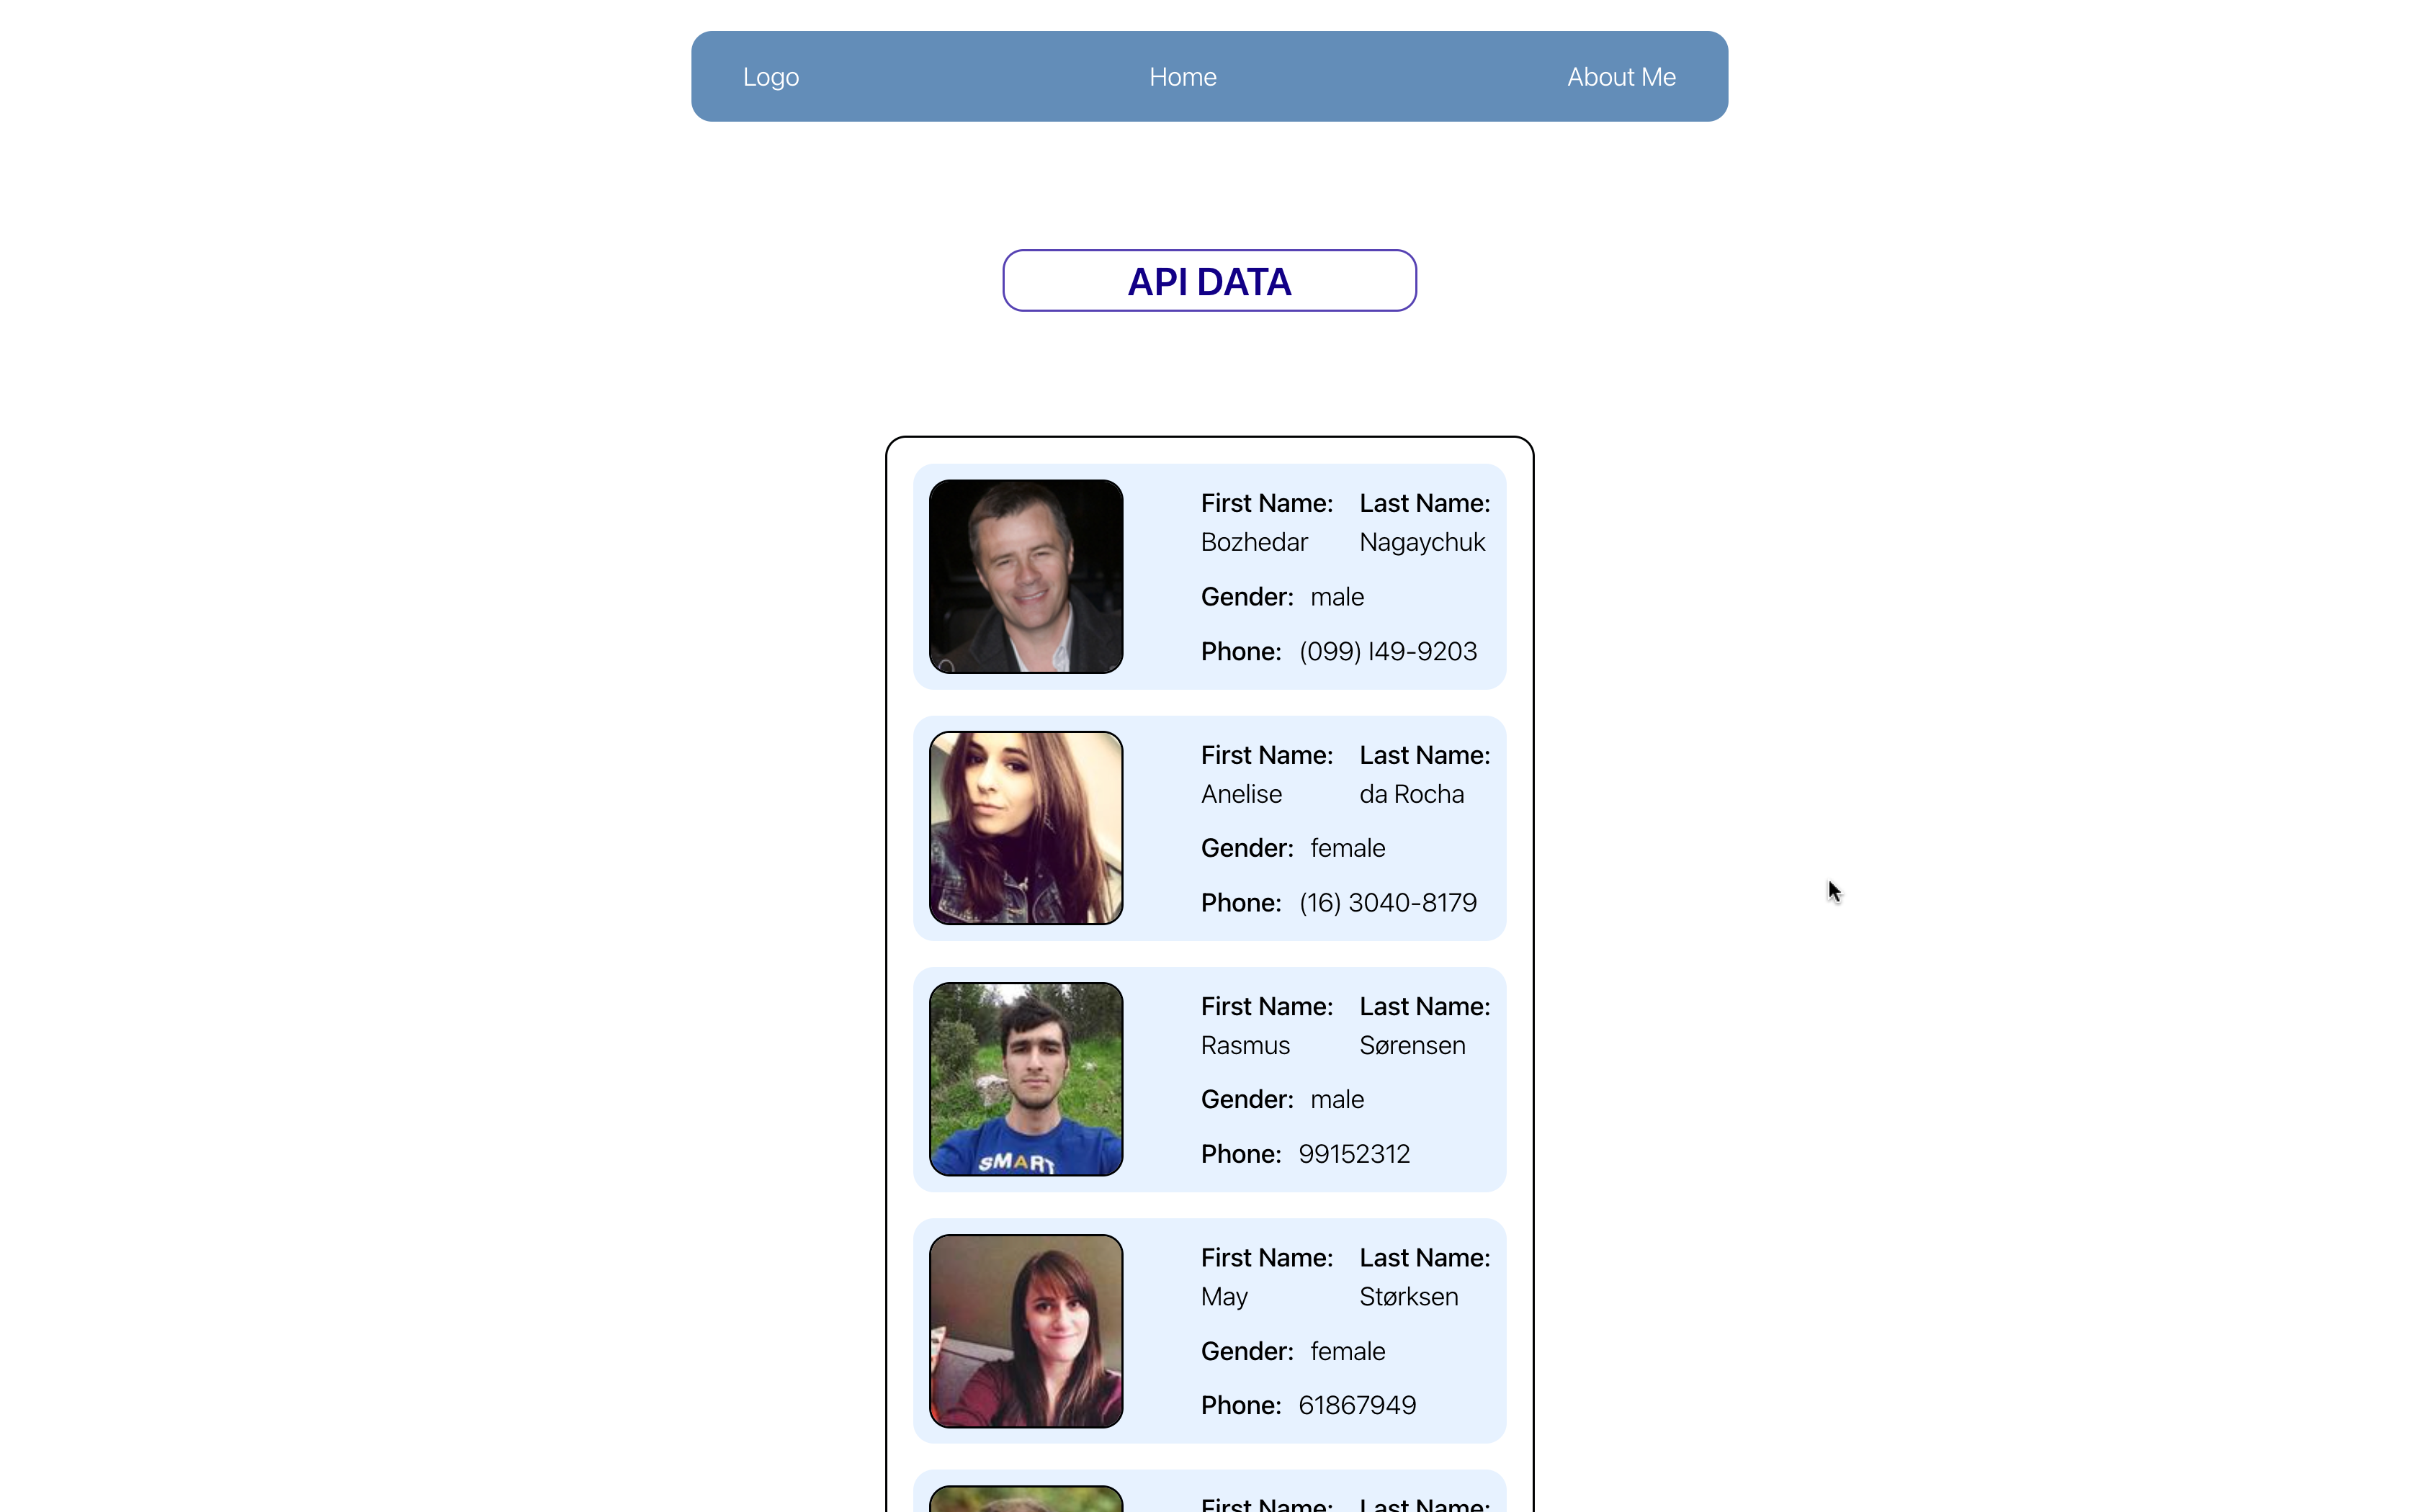 Logo Home About Me
API DATA
First Name: Last Name:
Bozhedar Nagaychuk
Gender: male
Phone: (099) I49-9203
First Name: Last Name:
Anelise da Rocha
Gender: female
Phone: (16) 3040-8179
First Name: Last Name:
Rasmus Sørensen
Gender: male
Phone: 99152312
SMART
First Name: Last Name:
May Størksen
Gender: female
Phone: 61867949
First Name: Last Name: